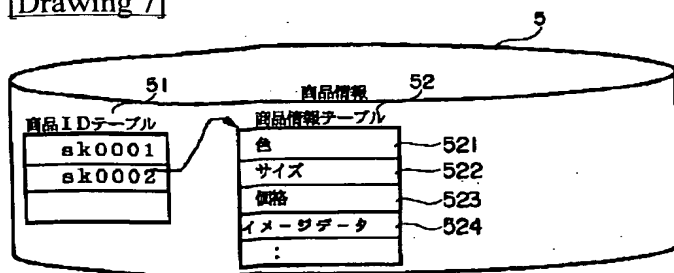 [Drawing 7]
5
商品情報
51
52
商品IDテーブル
商品情報テーブル
sk0001
sk0002
色
521
サイズ
522
価格
523
イメージデータ
524
: